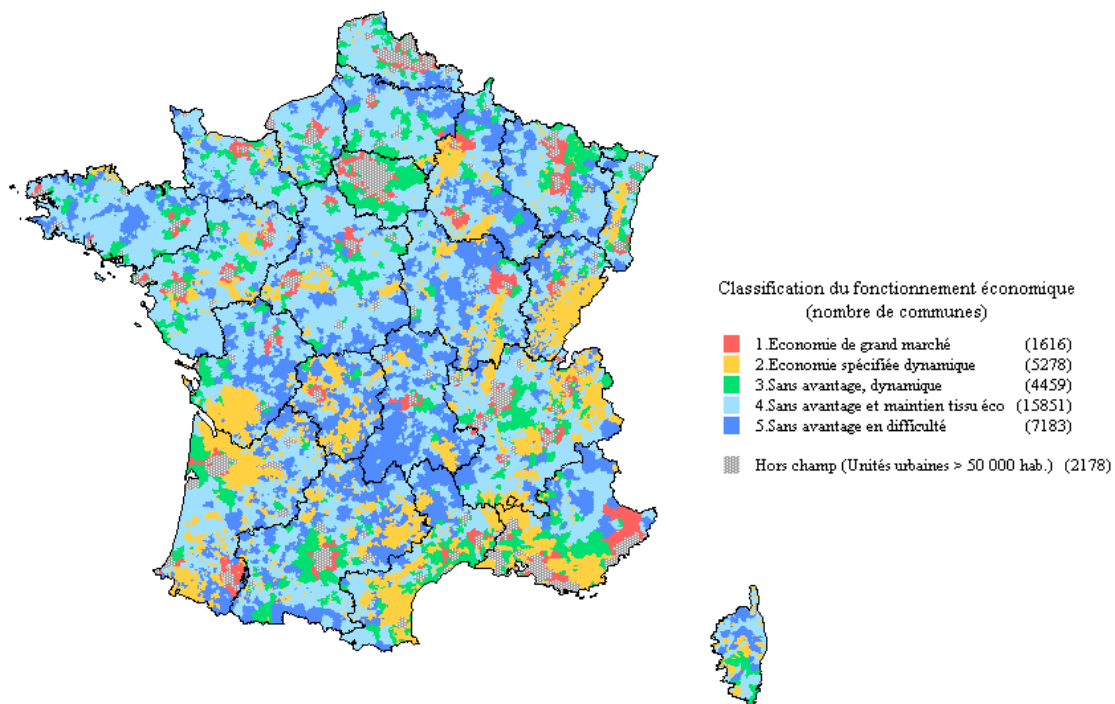 Classification du fonctionnement économique
(nombre de communes)
1.Economie de grand marché (1616)
2.Economie spécifiée dynamique (5278)
3.Sans avantage, dynamique (4459)
4.Sans avantage et maintien tissu éco (15851)
5.Sans avantage en difficulté (7183)
Hors champ (Unités urbaines > 50 000 hab.) (2178)